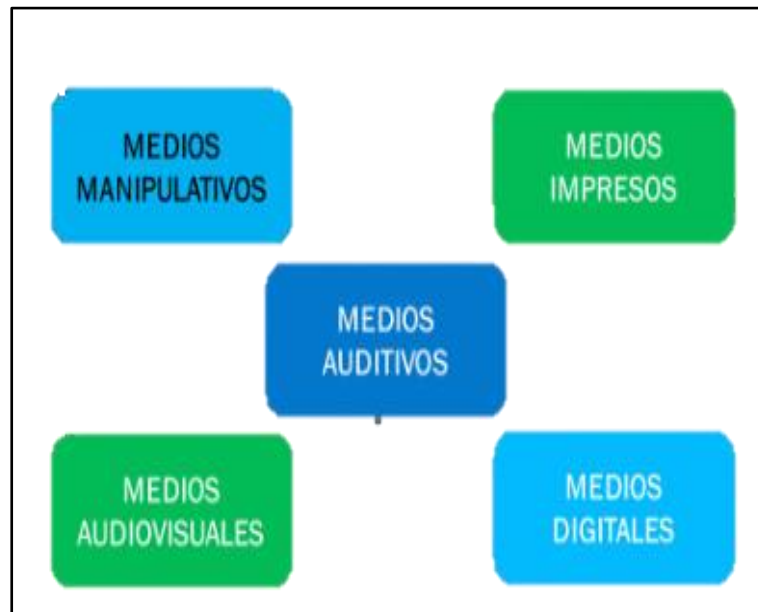 MEDIOS
MANIPULATIVOS
MEDIOS
IMPRESOS
MEDIOS
AUDITIVOS
MEDIOS
AUDIOVISUALES
MEDIOS
DIGITALES